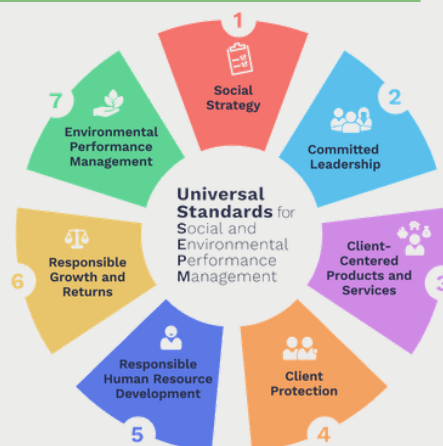 1
Social
Strategy
2
Committed
Leadership
3
Client-
Centered
Products and
Services
4
Client
Protection
5
Responsible
Human Resource
Development
6
Responsible
Growth and
Returns
7
Environmental
Performance
Management
Universal
Standards for
Social and
Environmental
Performance
Management